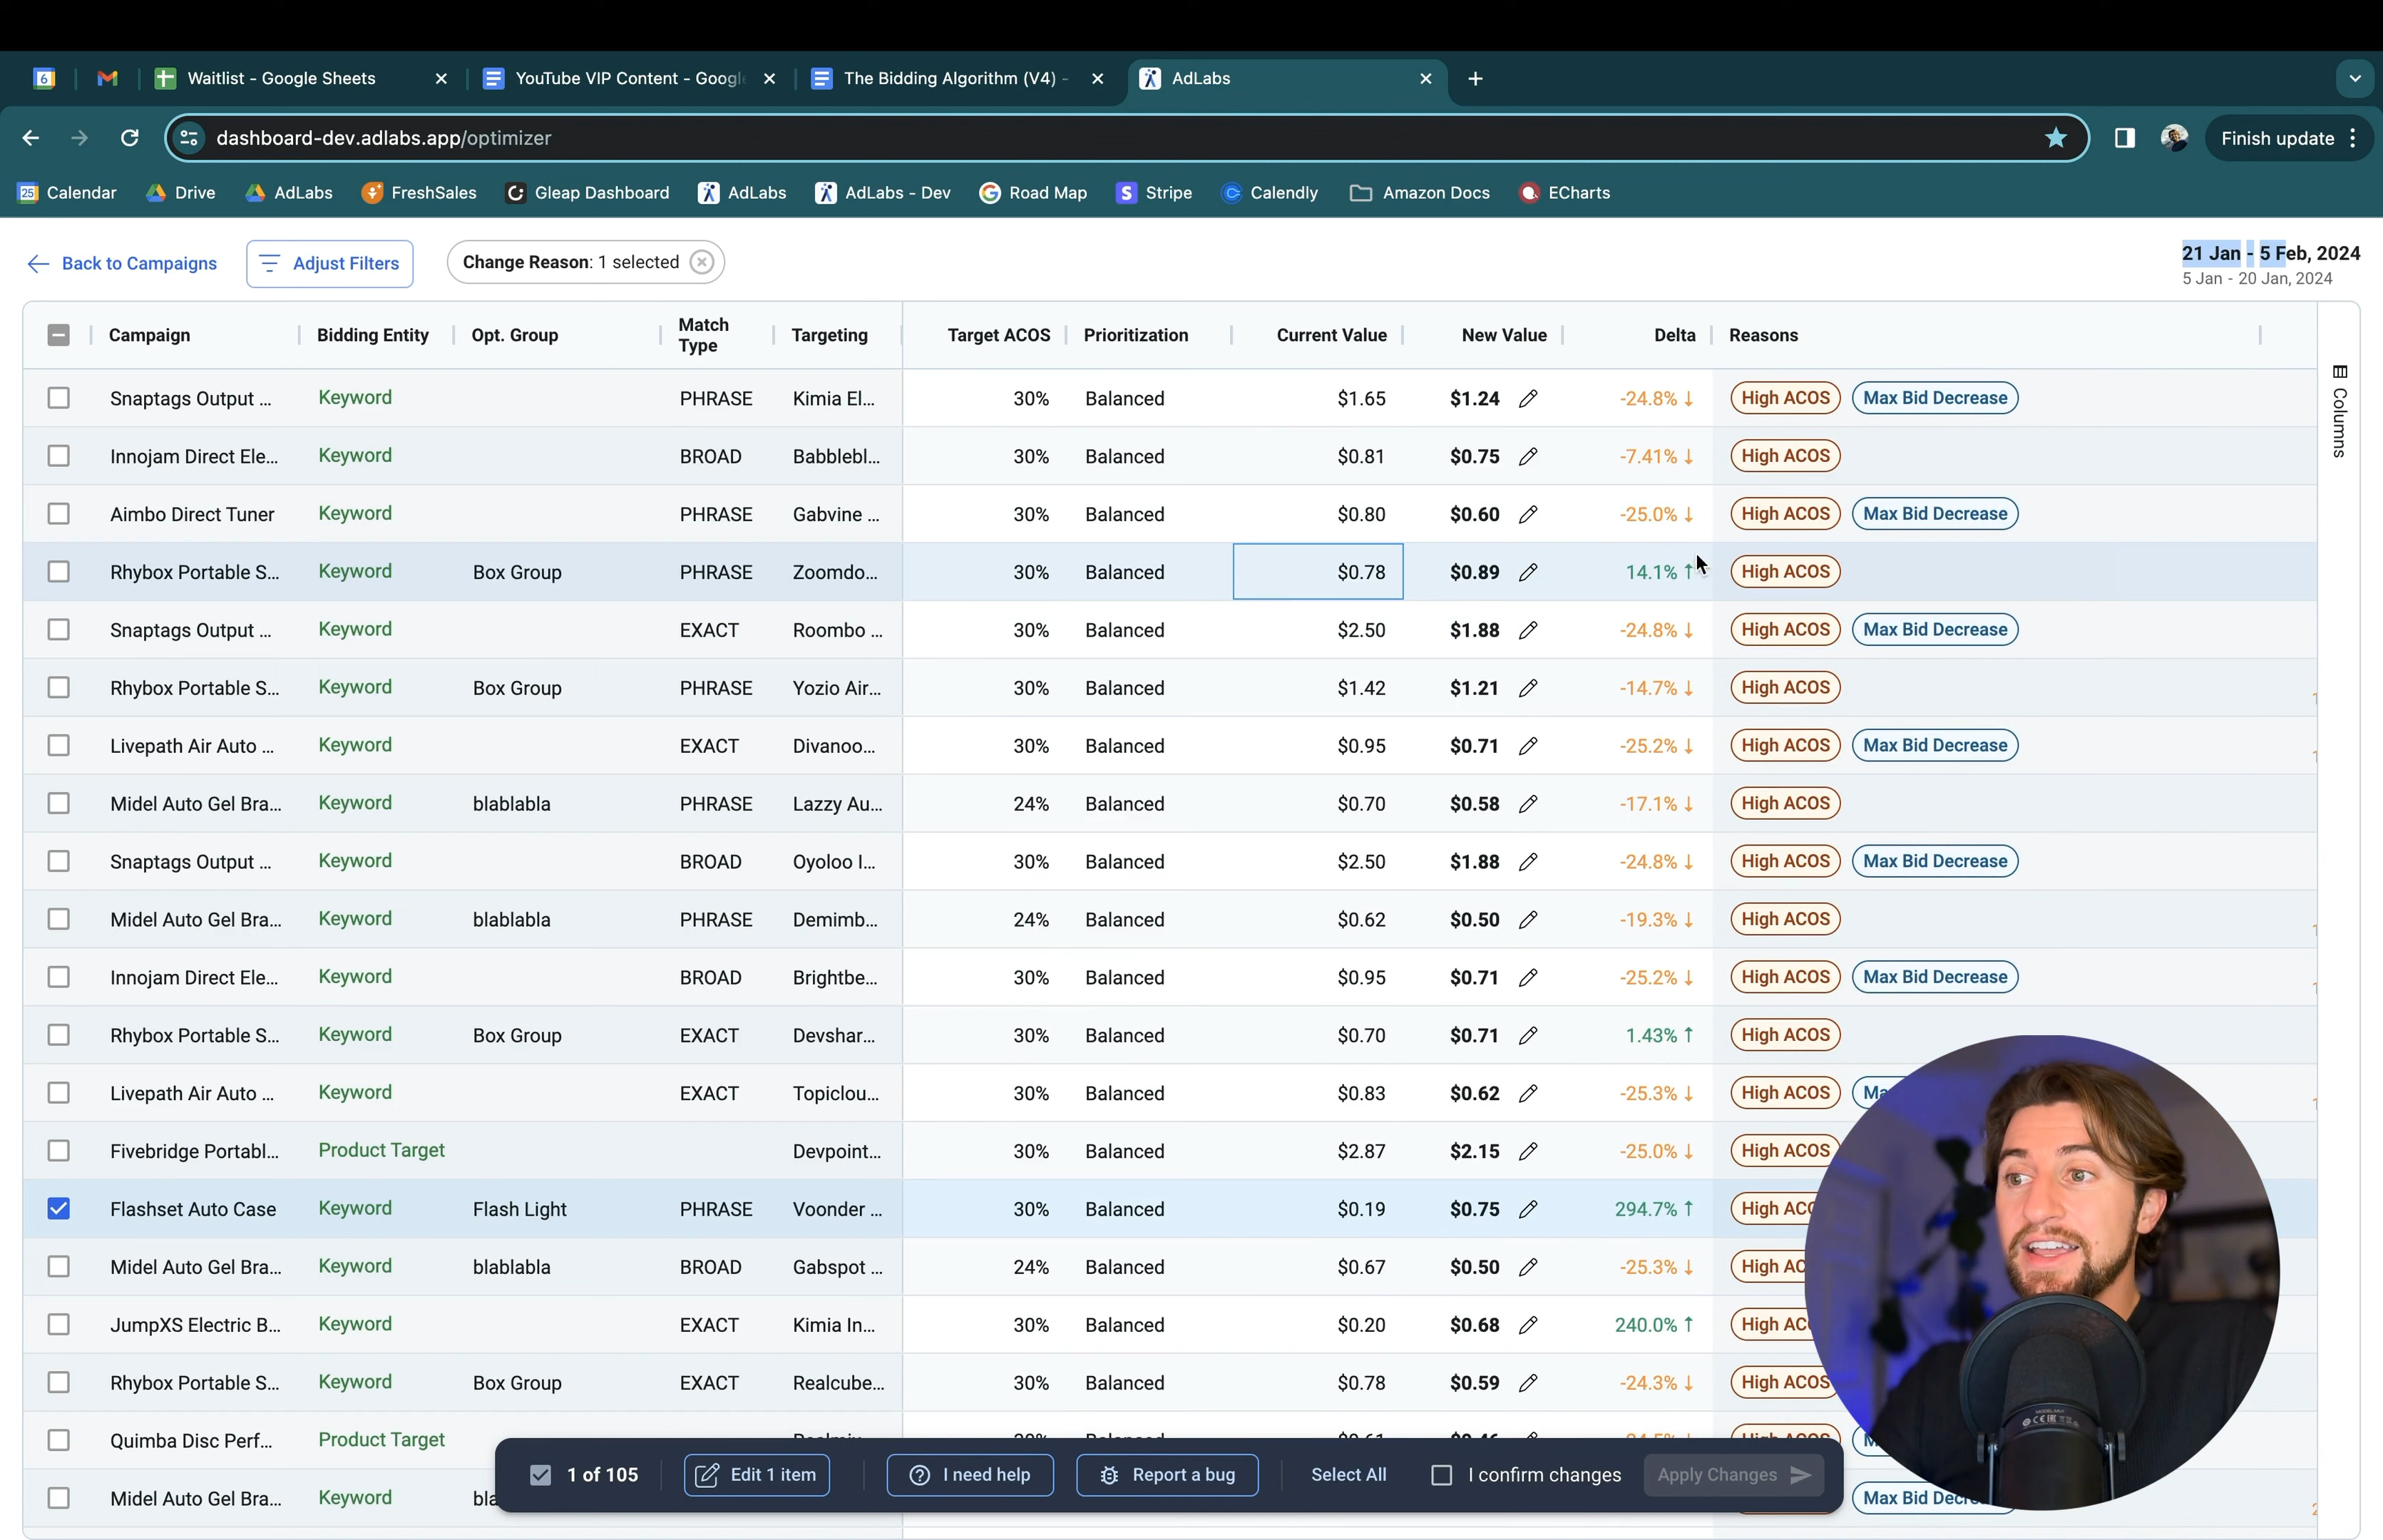 6 Waitlist - Google Sheets YouTube VIP Content - Googl The Bidding Algorithm (V4) - AdLabs
dashboard-dev.adlabs.app/optimizer Finish update
25 Calendar Drive AdLabs FreshSales Gleap Dashboard AdLabs AdLabs - Dev Road Map Stripe Calendly Amazon Docs ECharts
Back to Campaigns Adjust Filters Change Reason: 1 selected 21 Jan - 5 Feb, 2024
5 Jan - 20 Jan, 2024
Campaign Bidding Entity Opt. Group Match Type Targeting Target ACOS Prioritization Current Value New Value Delta Reasons
Columns
Snaptags Output ... Keyword PHRASE Kimia El... 30% Balanced $1.65 $1.24 -24.8% ↓ High ACOS Max Bid Decrease
Innojam Direct Ele... Keyword BROAD Babblebl... 30% Balanced $0.81 $0.75 -7.41% ↓ High ACOS
Aimbo Direct Tuner Keyword PHRASE Gabvine ... 30% Balanced $0.80 $0.60 -25.0% ↓ High ACOS Max Bid Decrease
Rhybox Portable S... Keyword Box Group PHRASE Zoomdo... 30% Balanced $0.78 $0.89 14.1% ↑ High ACOS
Snaptags Output ... Keyword EXACT Roombo ... 30% Balanced $2.50 $1.88 -24.8% ↓ High ACOS Max Bid Decrease
Rhybox Portable S... Keyword Box Group PHRASE Yozio Air... 30% Balanced $1.42 $1.21 -14.7% ↓ High ACOS
Livepath Air Auto ... Keyword EXACT Divanoo... 30% Balanced $0.95 $0.71 -25.2% ↓ High ACOS Max Bid Decrease
Midel Auto Gel Bra... Keyword blablabla PHRASE Lazzy Au... 24% Balanced $0.70 $0.58 -17.1% ↓ High ACOS
Snaptags Output ... Keyword BROAD Oyoloo I... 30% Balanced $2.50 $1.88 -24.8% ↓ High ACOS Max Bid Decrease
Midel Auto Gel Bra... Keyword blablabla PHRASE Demimb... 24% Balanced $0.62 $0.50 -19.3% ↓ High ACOS
Innojam Direct Ele... Keyword BROAD Brightbe... 30% Balanced $0.95 $0.71 -25.2% ↓ High ACOS Max Bid Decrease
Rhybox Portable S... Keyword Box Group EXACT Devshar... 30% Balanced $0.70 $0.71 1.43% ↑ High ACOS
Livepath Air Auto ... Keyword EXACT Topiclou... 30% Balanced $0.83 $0.62 -25.3% ↓ High ACOS Ma
Fivebridge Portabl... Product Target Devpoint... 30% Balanced $2.87 $2.15 -25.0% ↓ High ACOS
Flashset Auto Case Keyword Flash Light PHRASE Voonder ... 30% Balanced $0.19 $0.75 294.7% ↑ High ACO
Midel Auto Gel Bra... Keyword blablabla BROAD Gabspot ... 24% Balanced $0.67 $0.50 -25.3% ↓ High AC
JumpXS Electric B... Keyword EXACT Kimia In... 30% Balanced $0.20 $0.68 240.0% ↑ High AC
Rhybox Portable S... Keyword Box Group EXACT Realcube... 30% Balanced $0.78 $0.59 -24.3% ↓ High ACOS
Quimba Disc Perf... Product Target
1 of 105 Edit 1 item I need help Report a bug Select All I confirm changes Apply Changes
Midel Auto Gel Bra... Keyword bla Max Bid Decr